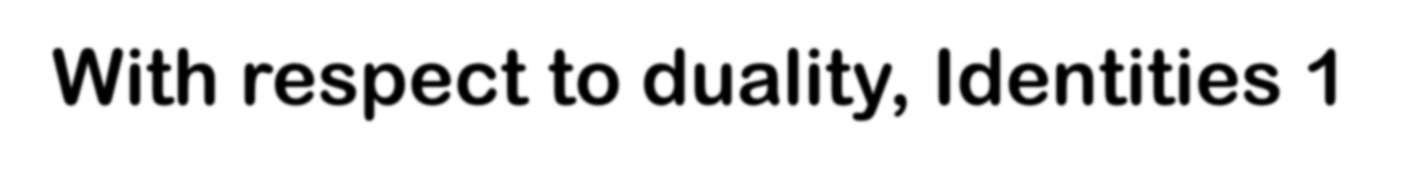 With respect to duality, Identities 1